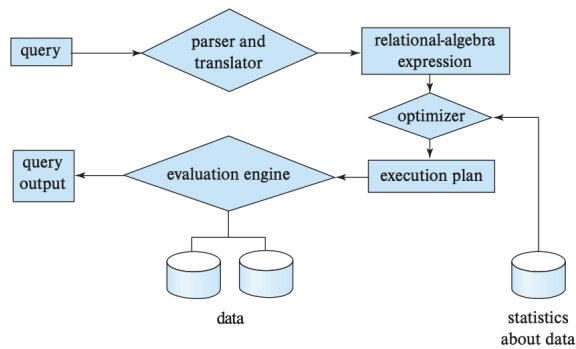 query
parser and
translator
relational-algebra
expression
optimizer
query
output
evaluation engine
execution plan
data
statistics
about data